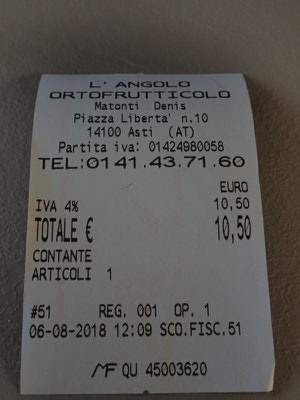 L' ANGOLO
ORTOFRUTTICOLO
Matonti Denis
Piazza Liberta' n.10
14100 Asti (AT)
Partita iva: 01424980058
TEL:0141.43.71.60
EURO
IVA 4% 10,50
TOTALE € 10,50
CONTANTE
ARTICOLI 1
#51 REG. 001 OP. 1
06-08-2018 12:09 SCO.FISC.51
MF QU 45003620